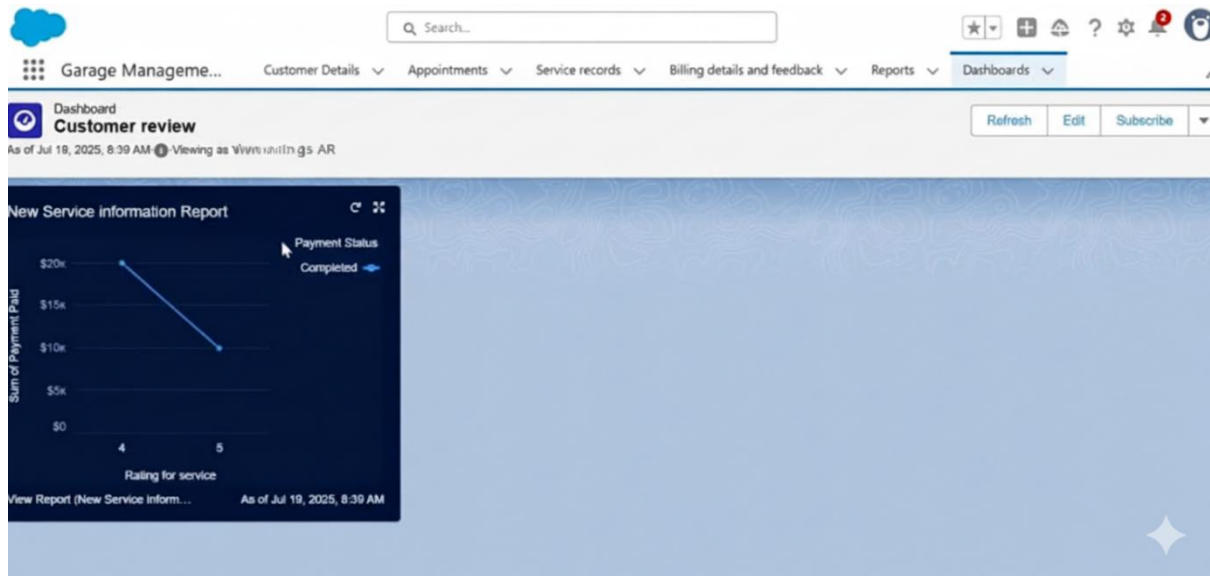 Search...
2
Garage Manageme...
Customer Details
Appointments
Service records
Billing details and feedback
Reports
Dashboards
Dashboard
Customer review
Refresh
Edit
Subscribe
As of Jul 19, 2025, 8:39 AM Viewing as AR
New Service information Report
Payment Status
Completed
Sum of Payment Paid
$20K
$15K
$10K
$5K
$0
4
5
Rating for service
View Report (New Service inform...
As of Jul 19, 2025, 8:39 AM